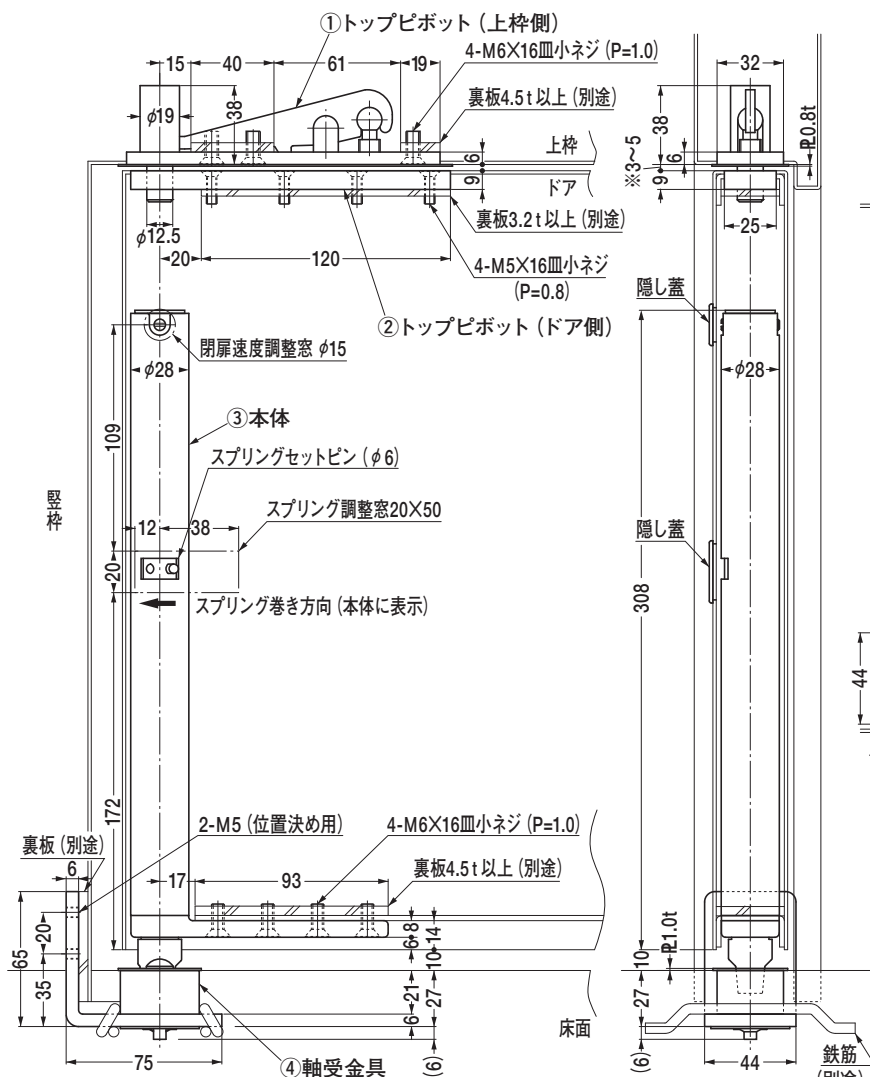 ①トップピボット（上枠側）
15 40 61 19
4-M6×16皿小ネジ (P=1.0)
裏板4.5t以上（別途）
φ19
38
6
9
上枠
ドア
※3〜5
裏板3.2t以上（別途）
φ12.5
20
120
4-M5×16皿小ネジ
(P=0.8)
②トップピボット（ドア側）
閉扉速度調整窓 φ15
φ28
③本体
109
スプリングセットピン（φ6）
スプリング調整窓20×50
12 38
竪枠
20
スプリング巻き方向（本体に表示）
172
2-M5（位置決め用）
4-M6×16皿小ネジ (P=1.0)
裏板（別途）
裏板4.5t以上（別途）
6
17 93
20
65
35
6 8
14
10
21
27
6
(6)
床面
75
④軸受金具
32
38
6
9
PL0.8t
25
隠し蓋
φ28
隠し蓋
308
44
PL1.0t
10
27
(6)
44
鉄筋
(別途)